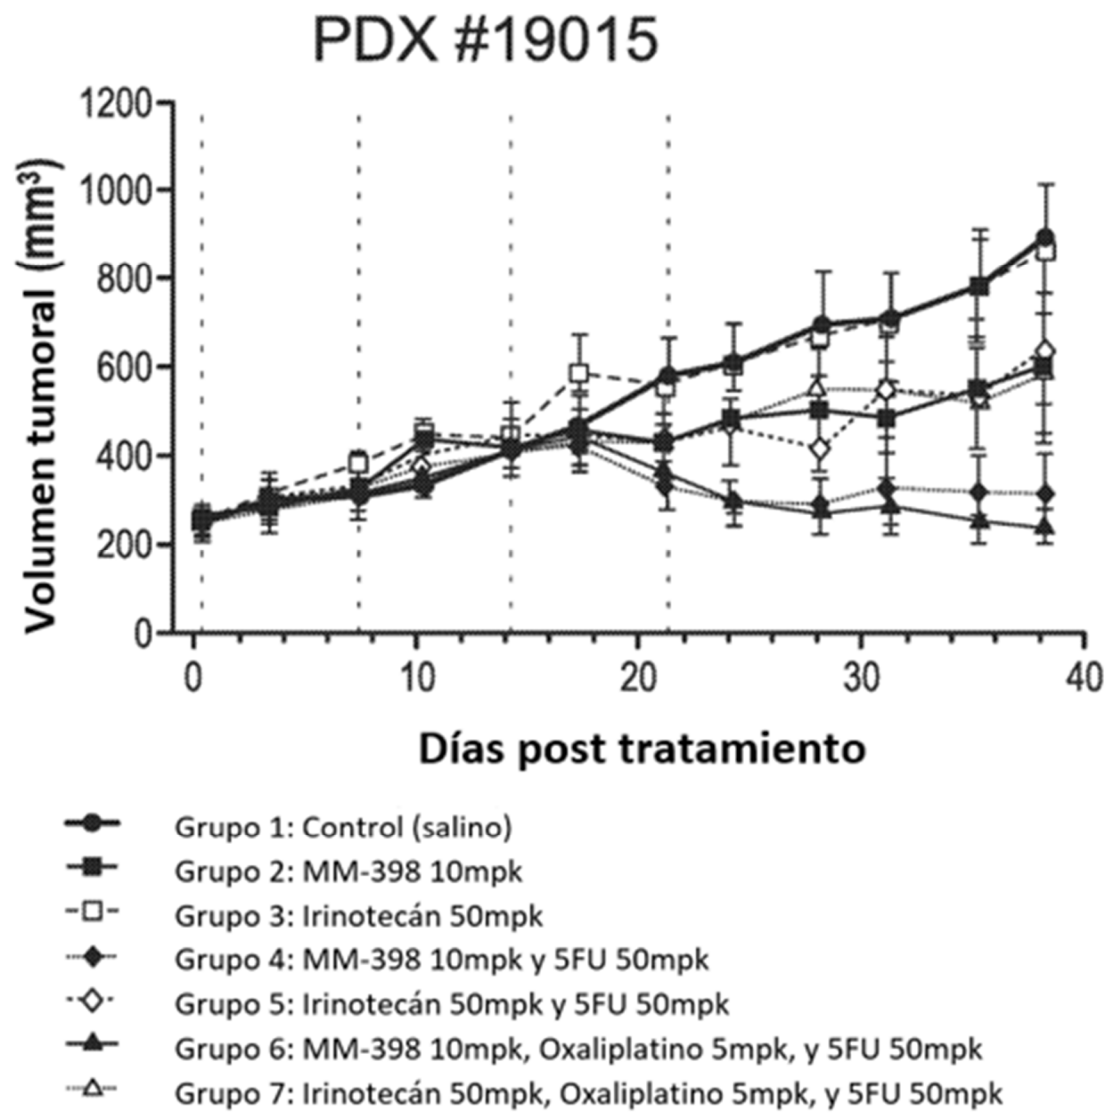 PDX #19015
1200
1000
800
600
400
200
0
Volumen tumoral (mm³)
0 10 20 30 40
Días post tratamiento
Grupo 1: Control (salino)
Grupo 2: MM-398 10mpk
Grupo 3: Irinotecán 50mpk
Grupo 4: MM-398 10mpk y 5FU 50mpk
Grupo 5: Irinotecán 50mpk y 5FU 50mpk
Grupo 6: MM-398 10mpk, Oxaliplatino 5mpk, y 5FU 50mpk
Grupo 7: Irinotecán 50mpk, Oxaliplatino 5mpk, y 5FU 50mpk